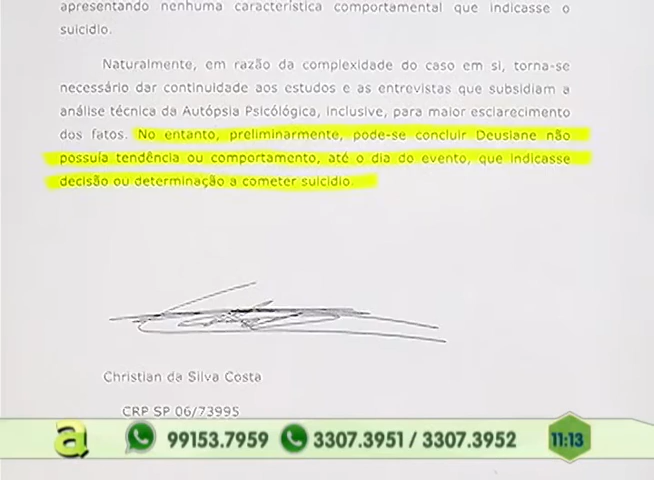 apresentando nenhuma característica comportamental que indicasse o
suicidio.
Naturalmente, em razão da complexidade do caso em si, torna-se
necessário dar continuidade aos estudos e as entrevistas que subsidiam a
análise técnica da Autópsia Psicólógica, inclusive, para maior esclarecimento
dos fatos. No entanto, preliminarmente, pode-se concluir Deusiane não
possuía tendência ou comportamento, até o dia do evento, que indicasse
decisão ou determinação a cometer suicidio.
Christian da Silva Costa
CRP SP 06/73995
a 99153.7959 3307.3951 / 3307.3952 11:13